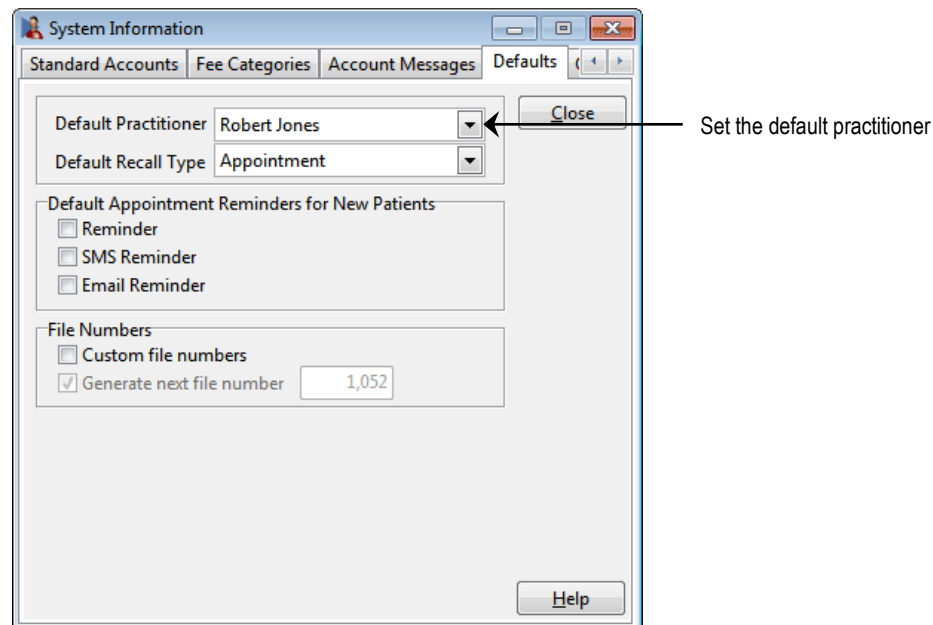 System Information
Standard Accounts Fee Categories Account Messages Defaults (
Default Practitioner Robert Jones Close Set the default practitioner
Default Recall Type Appointment
Default Appointment Reminders for New Patients
Reminder
SMS Reminder
Email Reminder
File Numbers
Custom file numbers
Generate next file number 1,052
Help